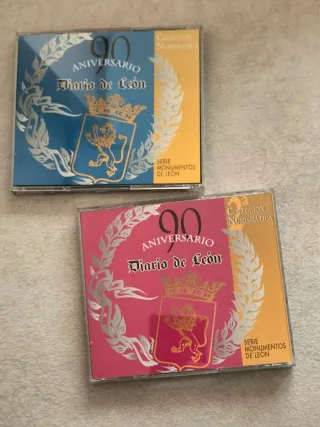 90
ANIVERSARIO
Diario de León
COLECCIÓN
NUMISMÁTICA
SERIE
MONUMENTOS
DE LEÓN
90
ANIVERSARIO
Diario de León
2ª
COLECCIÓN
NUMISMÁTICA
SERIE
MONUMENTOS
DE LEÓN